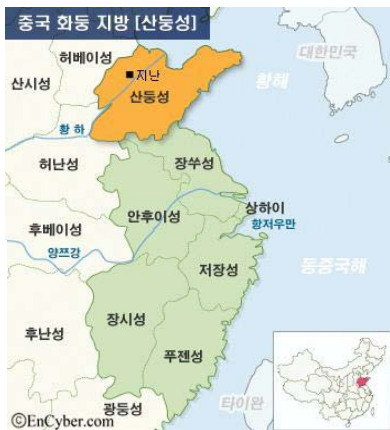 중국 화둥 지방 [산둥성]
허베이성
대한민국
지난
산시성
산둥성
황해
황 하
장쑤성
허난성
안후이성
상하이
항저우만
후베이성
양쯔강
저장성
동중국해
장시성
후난성
푸젠성
타이완
광둥성
©EnCyber.com